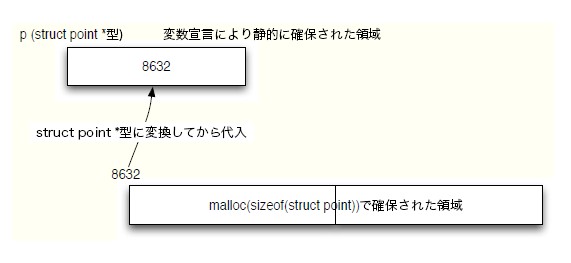 p (struct point *型)　変数宣言により静的に確保された領域
8632
struct point *型に変換してから代入
8632
malloc(sizeof(struct point))で確保された領域